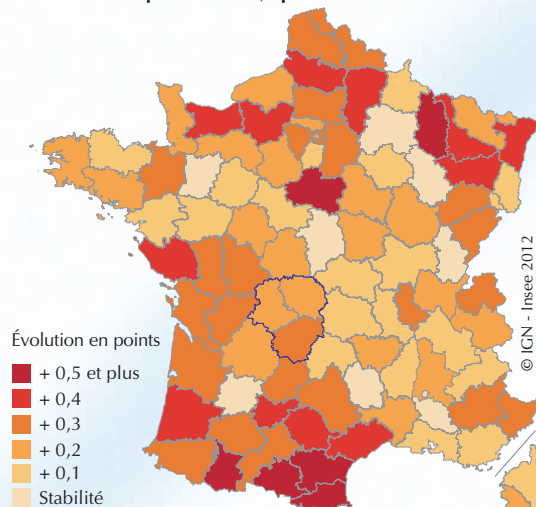 Évolution en points
+ 0,5 et plus
+ 0,4
+ 0,3
+ 0,2
+ 0,1
Stabilité
© IGN - Insee 2012